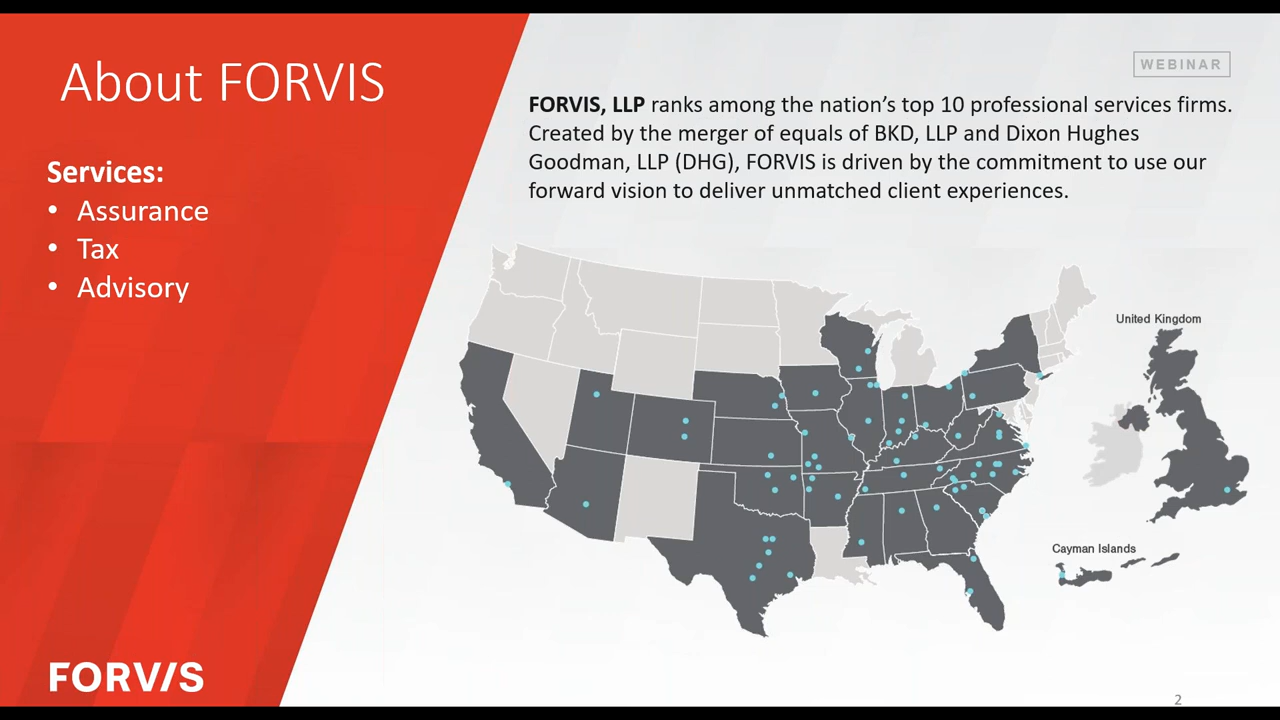 About FORVIS
Services:
• Assurance
• Tax
• Advisory
FORVIS
WEBINAR
FORVIS, LLP ranks among the nation’s top 10 professional services firms.
Created by the merger of equals of BKD, LLP and Dixon Hughes
Goodman, LLP (DHG), FORVIS is driven by the commitment to use our
forward vision to deliver unmatched client experiences.
United Kingdom
Cayman Islands
2